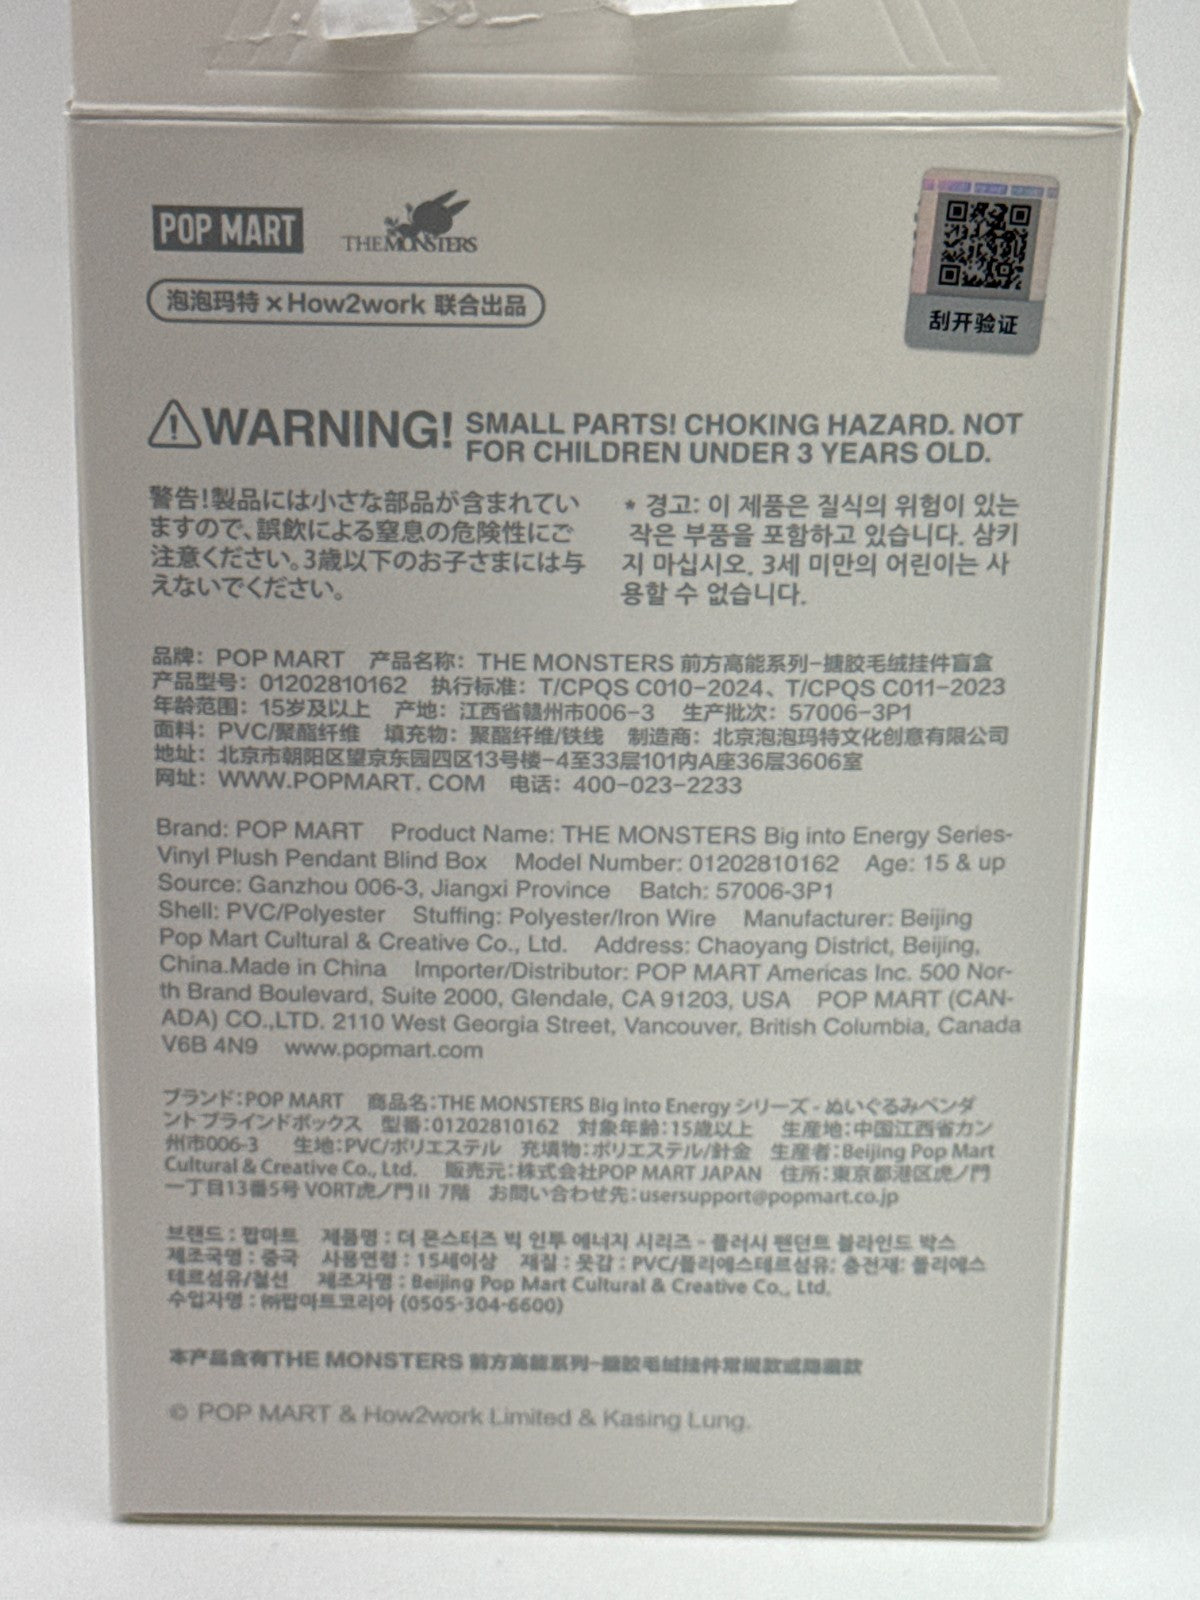 POP MART
THE MONSTERS
泡泡玛特×How2work 联合出品
刮开验证
WARNING! SMALL PARTS! CHOKING HAZARD. NOT
FOR CHILDREN UNDER 3 YEARS OLD.
警告!製品には小さな部品が含まれてい
ますので、誤飲による窒息の危険性にご
注意ください。3歳以下のお子さまには与
えないでください。
* 경고: 이 제품은 질식의 위험이 있는
작은 부품을 포함하고 있습니다. 삼키
지 마십시오. 3세 미만의 어린이는 사
용할 수 없습니다.
品牌：POP MART 产品名称：THE MONSTERS 前方高能系列-搪胶毛绒挂件盲盒
产品型号：01202810162 执行标准：T/CPQS C010-2024、T/CPQS C011-2023
年龄范围：15岁及以上 产地：江西省赣州市006-3 生产批次：57006-3P1
面料：PVC/聚酯纤维 填充物：聚酯纤维/铁线 制造商：北京泡泡玛特文化创意有限公司
地址：北京市朝阳区望京东园四区13号楼-4至33层101内A座36层3606室
网址：WWW.POPMART. COM 电话：400-023-2233
Brand: POP MART Product Name: THE MONSTERS Big into Energy Series-
Vinyl Plush Pendant Blind Box Model Number: 01202810162 Age: 15 & up
Source: Ganzhou 006-3, Jiangxi Province Batch: 57006-3P1
Shell: PVC/Polyester Stuffing: Polyester/Iron Wire Manufacturer: Beijing
Pop Mart Cultural & Creative Co., Ltd. Address: Chaoyang District, Beijing,
China.Made in China Importer/Distributor: POP MART Americas Inc. 500 Nor-
th Brand Boulevard, Suite 2000, Glendale, CA 91203, USA POP MART (CAN-
ADA) CO.,LTD. 2110 West Georgia Street, Vancouver, British Columbia, Canada
V6B 4N9 www.popmart.com
ブランド:POP MART 商品名:THE MONSTERS Big into Energy シリーズ - ぬいぐるみペンダ
ント ブラインドボックス 型番:01202810162 対象年齢:15歳以上 生産地:中国江西省カン
州市006-3 生地:PVC/ポリエステル 充填物:ポリエステル/針金 生産者:Beijing Pop Mart
Cultural & Creative Co., Ltd. 販売元:株式会社POP MART JAPAN 住所:東京都港区虎ノ門
一丁目13番5号 VORT虎ノ門 II 7階 お問い合わせ先:usersupport@popmart.co.jp
브랜드 : 팝마트 제품명 : 더 몬스터즈 빅 인투 에너지 시리즈 - 플러시 팬던트 블라인드 박스
제조국명 : 중국 사용연령 : 15세이상 재질 : 웃감 : PVC/폴리에스테르섬유; 충전재: 폴리에스
테르섬유/철선 제조자명 : Beijing Pop Mart Cultural & Creative Co., Ltd.
수입자명 : ㈜팝마트코리아 (0505-304-6600)
本产品含有THE MONSTERS 前方高能系列-搪胶毛绒挂件常规款或隐藏款
© POP MART & How2work Limited & Kasing Lung.